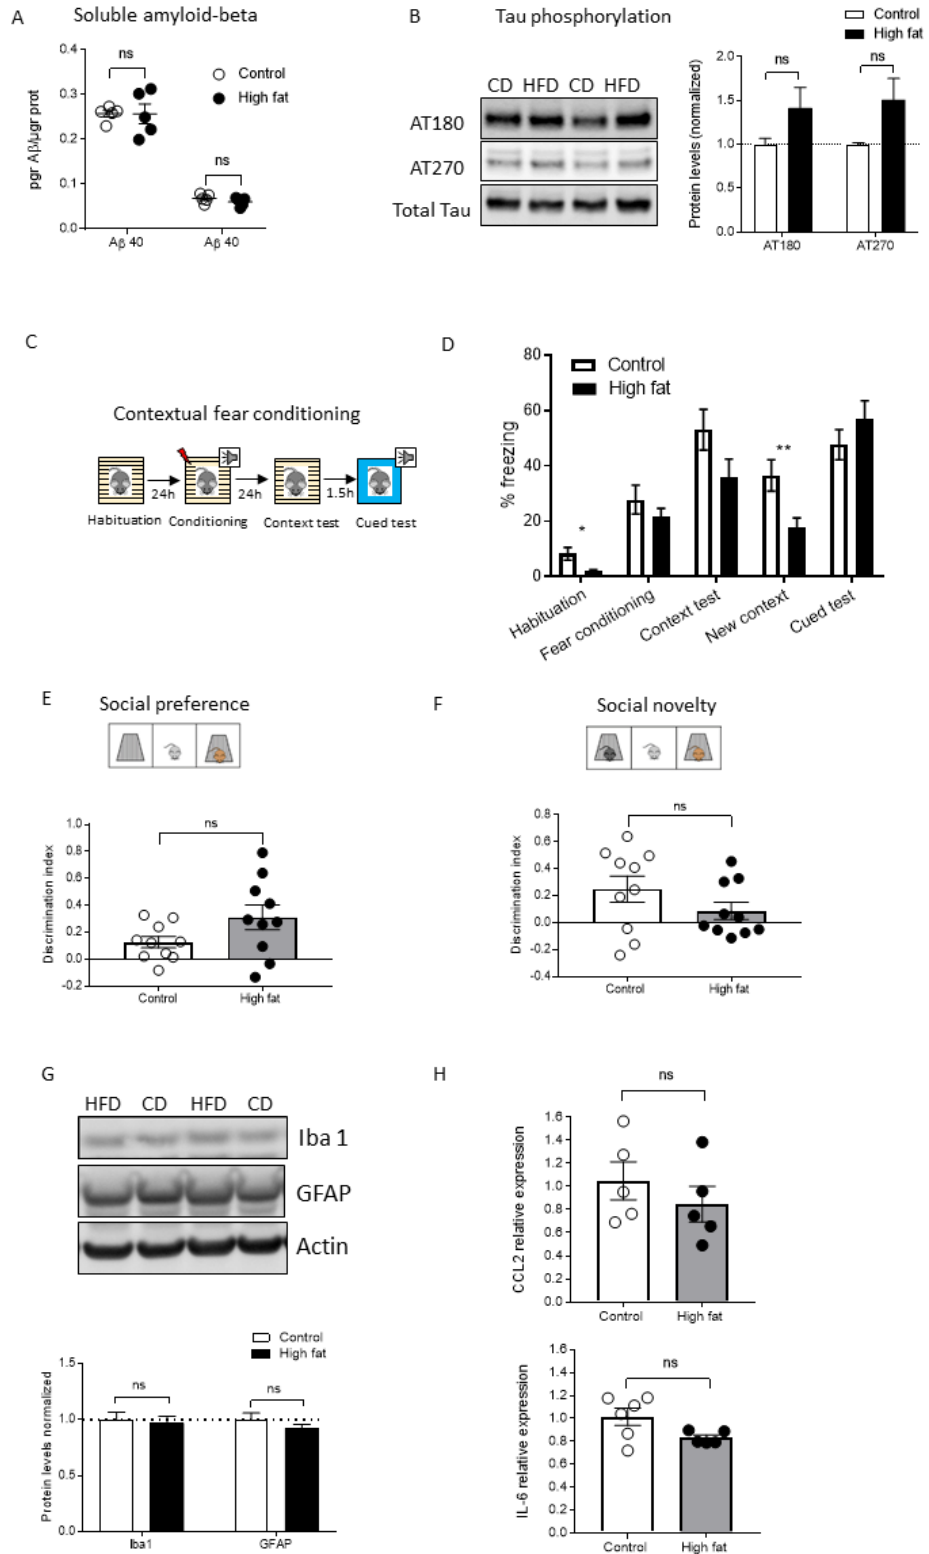 A
Soluble amyloid-beta
0.4
0.3
0.2
0.1
0.0
pgr Aβ/µgr prot
ns
ns
Control
High fat
Aβ 40
Aβ 40
B
Tau phosphorylation
CD HFD CD HFD
AT180
AT270
Total Tau
Control
High fat
Protein levels (normalized)
2.0
1.5
1.0
0.5
0.0
ns
ns
AT180
AT270
C
Contextual fear conditioning
24h
24h
1.5h
Habituation
Conditioning
Context test
Cued test
D
% freezing
80
60
40
20
0
Control
High fat
*
**
Habituation
Fear conditioning
Context test
New context
Cued test
E
Social preference
Discrimination index
1.0
0.8
0.6
0.4
0.2
0.0
-0.2
ns
Control
High fat
F
Social novelty
Discrimination index
0.8
0.6
0.4
0.2
0.0
-0.2
-0.4
ns
Control
High fat
G
HFD CD HFD CD
Iba 1
GFAP
Actin
Control
High fat
Protein levels normalized
1.5
1.0
0.5
0.0
ns
ns
Iba1
GFAP
H
CCL2 relative expression
1.6
1.4
1.2
1.0
0.8
0.6
0.4
0.2
0.0
ns
Control
High fat
IL-6 relative expression
1.6
1.4
1.2
1.0
0.8
0.6
0.4
0.2
0.0
ns
Control
High fat